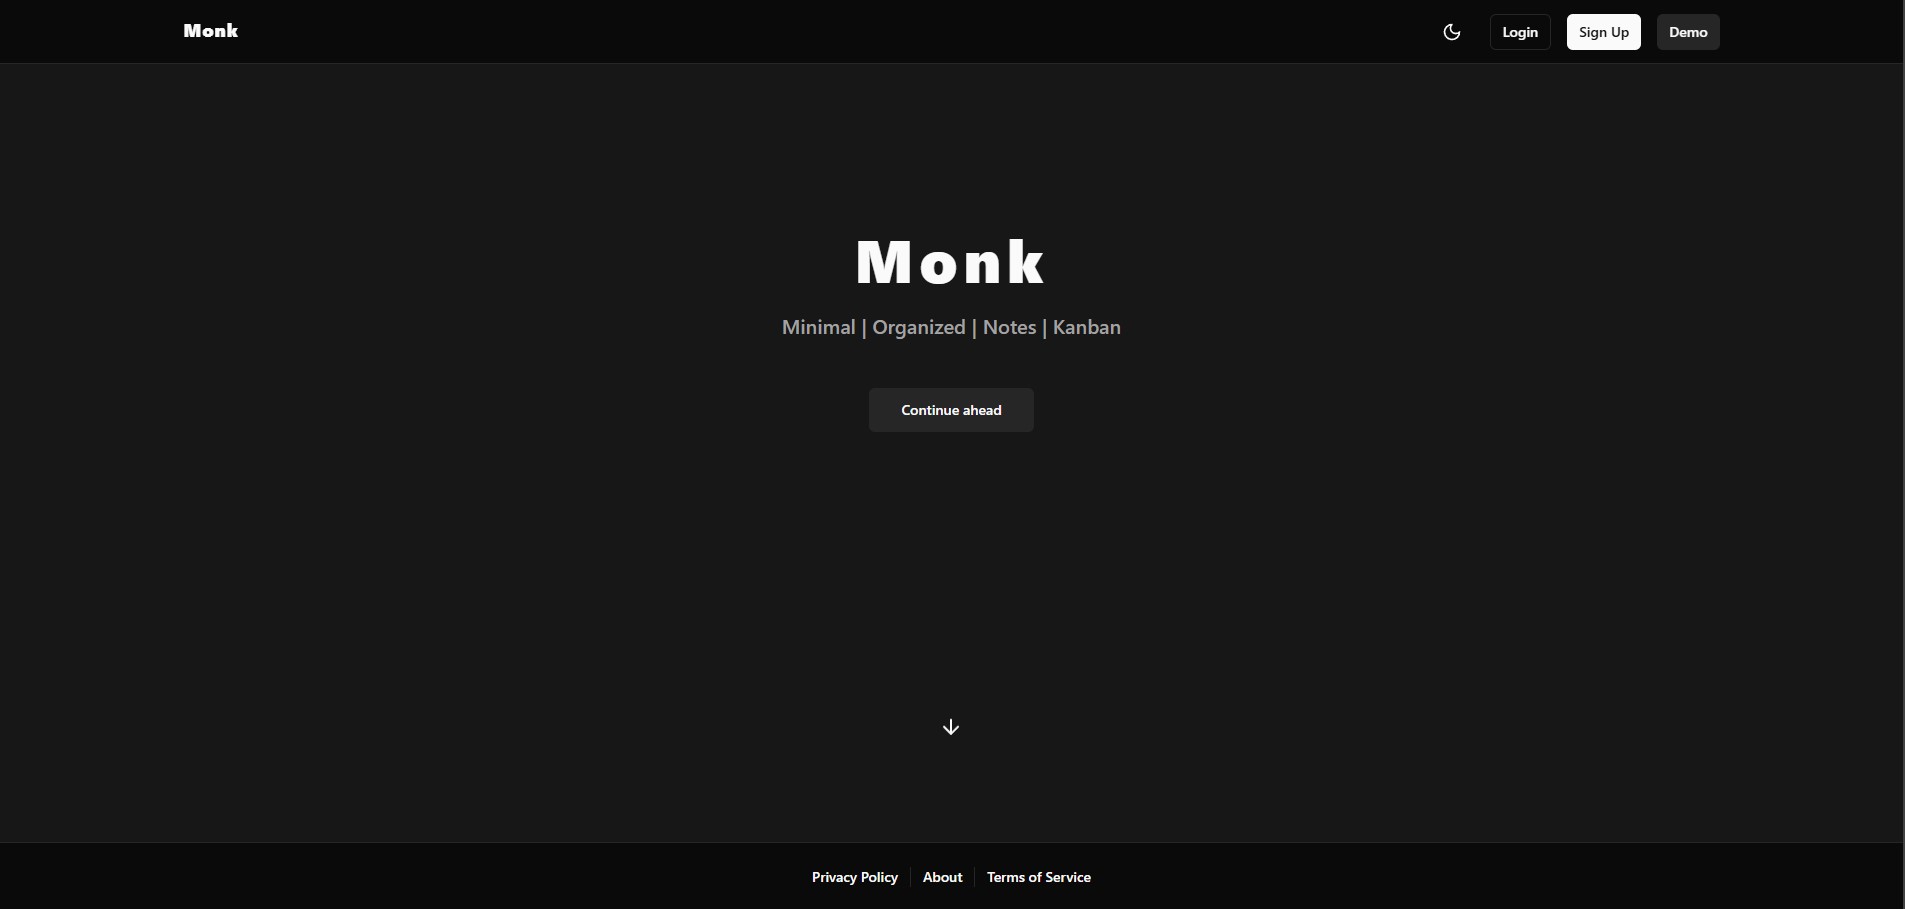 Monk
Login
Sign Up
Demo
Monk
Minimal | Organized | Notes | Kanban
Continue ahead
Privacy Policy
About
Terms of Service